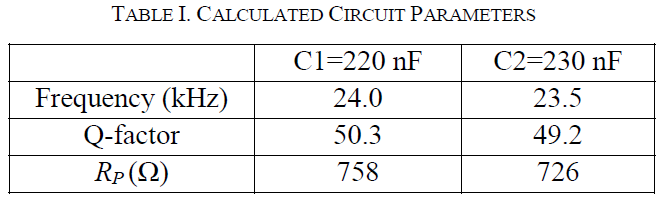 TABLE I. CALCULATED CIRCUIT PARAMETERS
C1=220 nF C2=230 nF
Frequency (kHz) 24.0 23.5
Q-factor 50.3 49.2
RP (Ω) 758 726